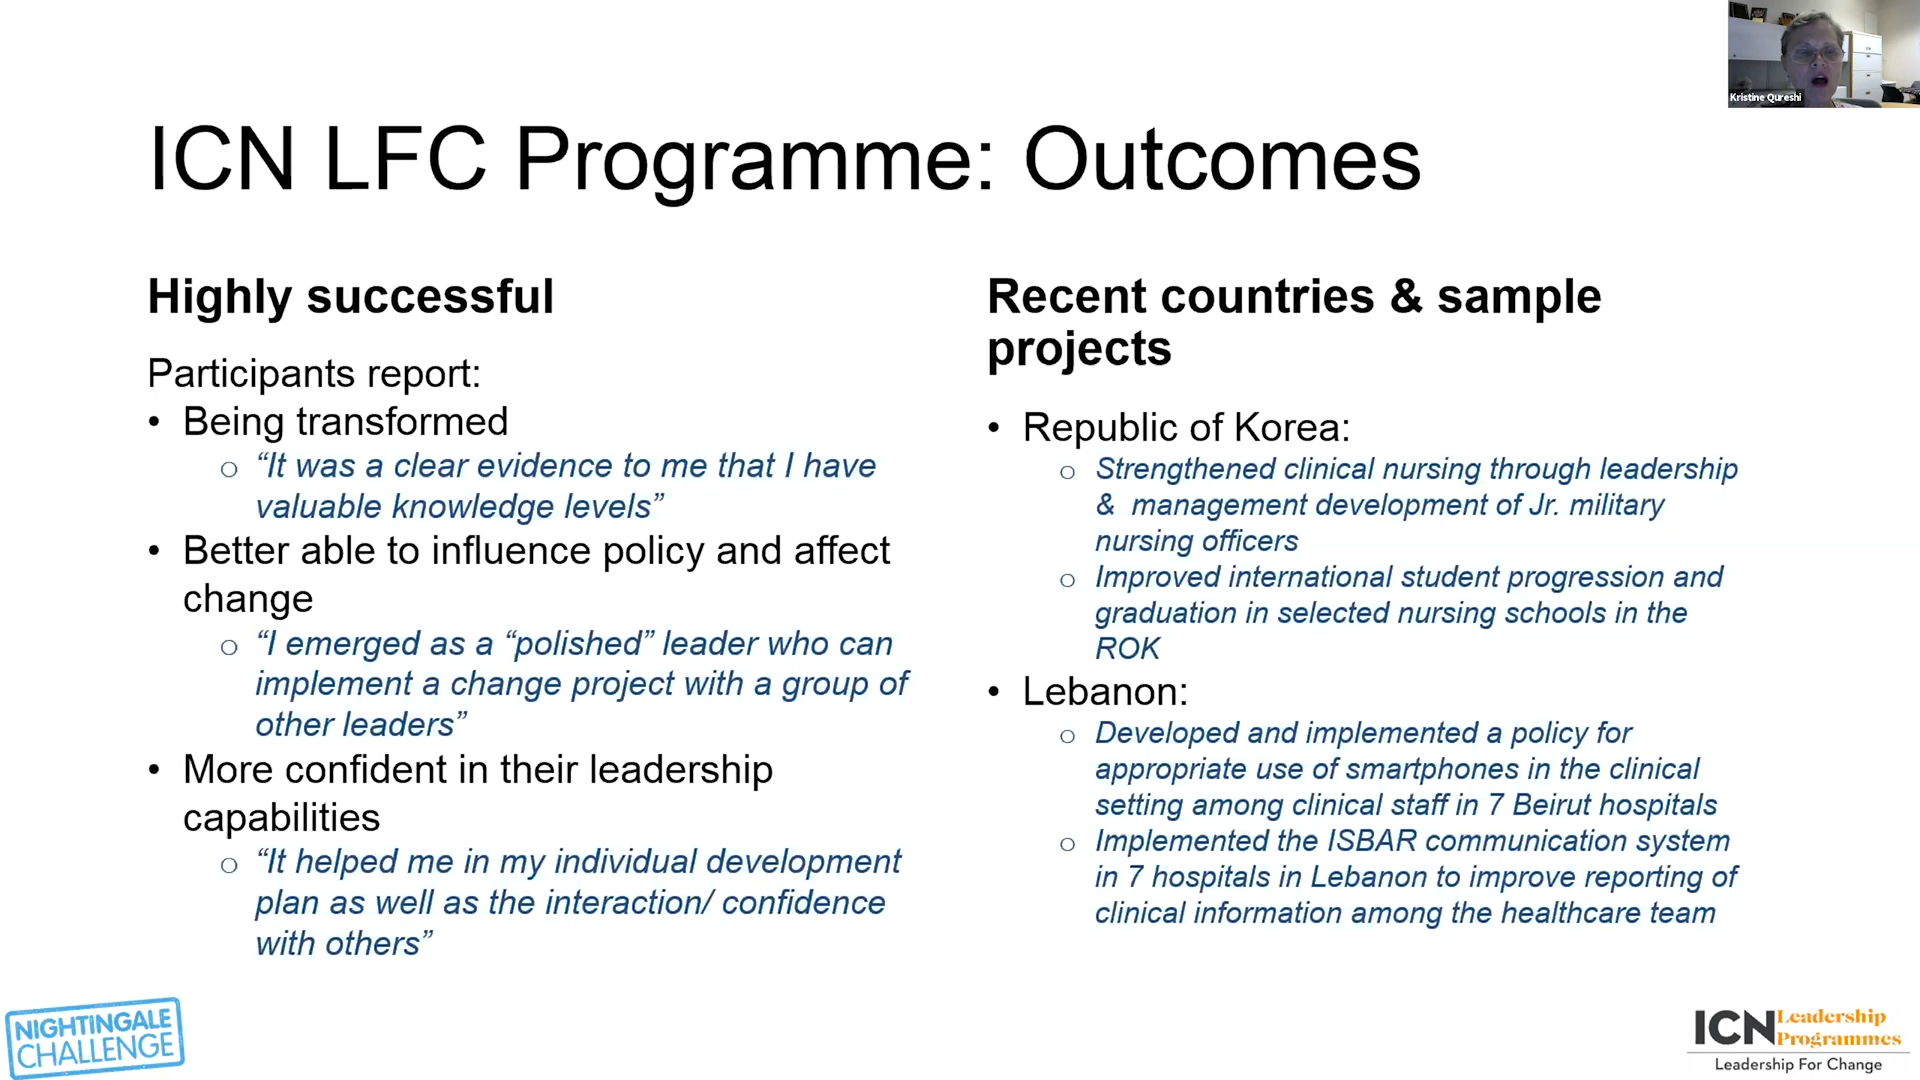 Kristine Qureshi
ICN LFC Programme: Outcomes
Highly successful
Participants report:
• Being transformed
o “It was a clear evidence to me that I have
valuable knowledge levels”
• Better able to influence policy and affect
change
o “I emerged as a “polished” leader who can
implement a change project with a group of
other leaders”
• More confident in their leadership
capabilities
o “It helped me in my individual development
plan as well as the interaction/ confidence
with others”
Recent countries & sample
projects
• Republic of Korea:
o Strengthened clinical nursing through leadership
& management development of Jr. military
nursing officers
o Improved international student progression and
graduation in selected nursing schools in the
ROK
• Lebanon:
o Developed and implemented a policy for
appropriate use of smartphones in the clinical
setting among clinical staff in 7 Beirut hospitals
o Implemented the ISBAR communication system
in 7 hospitals in Lebanon to improve reporting of
clinical information among the healthcare team
NIGHTINGALE
CHALLENGE
ICN Leadership
Programmes
Leadership For Change